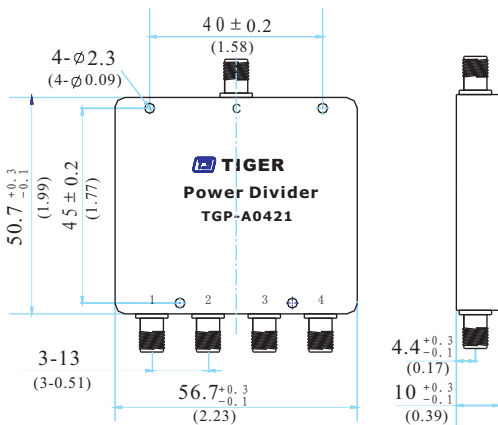 40±0.2
(1.58)
4-Ø2.3
(4-Ø0.09)
C
50.7 +0.3 -0.1
(1.99)
45±0.2
(1.77)
TIGER
Power Divider
TGP-A0421
1 2 3 4
3-13
(3-0.51)
56.7 +0.3 -0.1
(2.23)
4.4 +0.3 -0.1
(0.17)
10 +0.3 -0.1
(0.39)